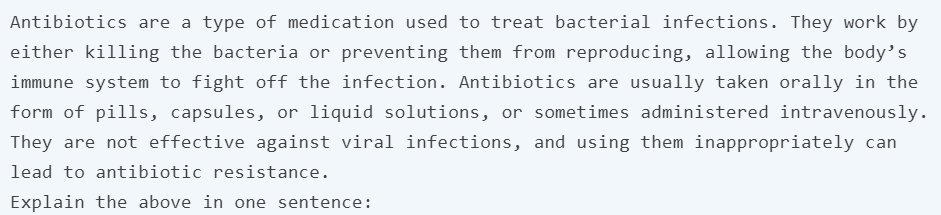 Antibiotics are a type of medication used to treat bacterial infections. They work by
either killing the bacteria or preventing them from reproducing, allowing the body’s
immune system to fight off the infection. Antibiotics are usually taken orally in the
form of pills, capsules, or liquid solutions, or sometimes administered intravenously.
They are not effective against viral infections, and using them inappropriately can
lead to antibiotic resistance.
Explain the above in one sentence: